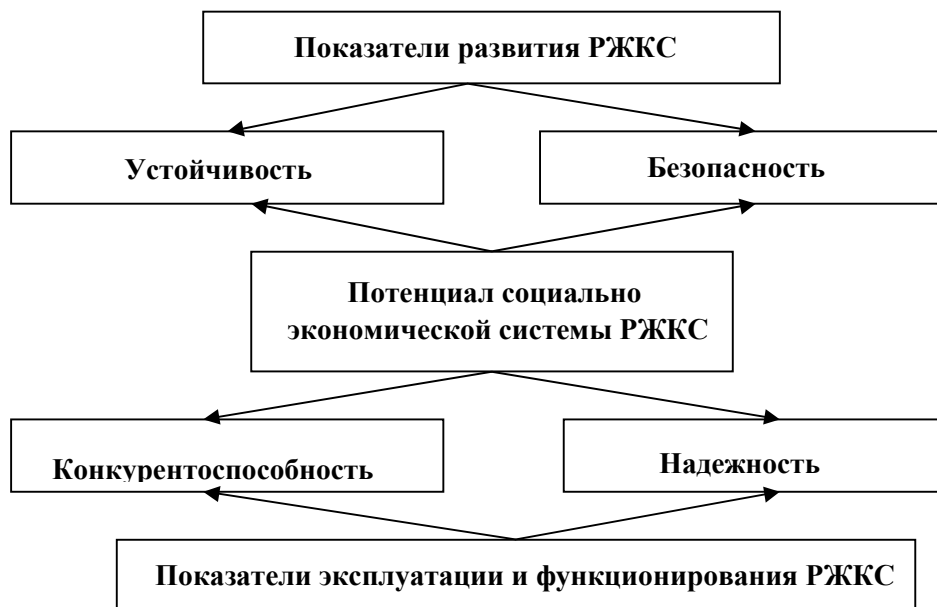 Показатели развития РЖКС
Устойчивость
Безопасность
Потенциал социально
экономической системы РЖКС
Конкурентоспособность
Надежность
Показатели эксплуатации и функционирования РЖКС